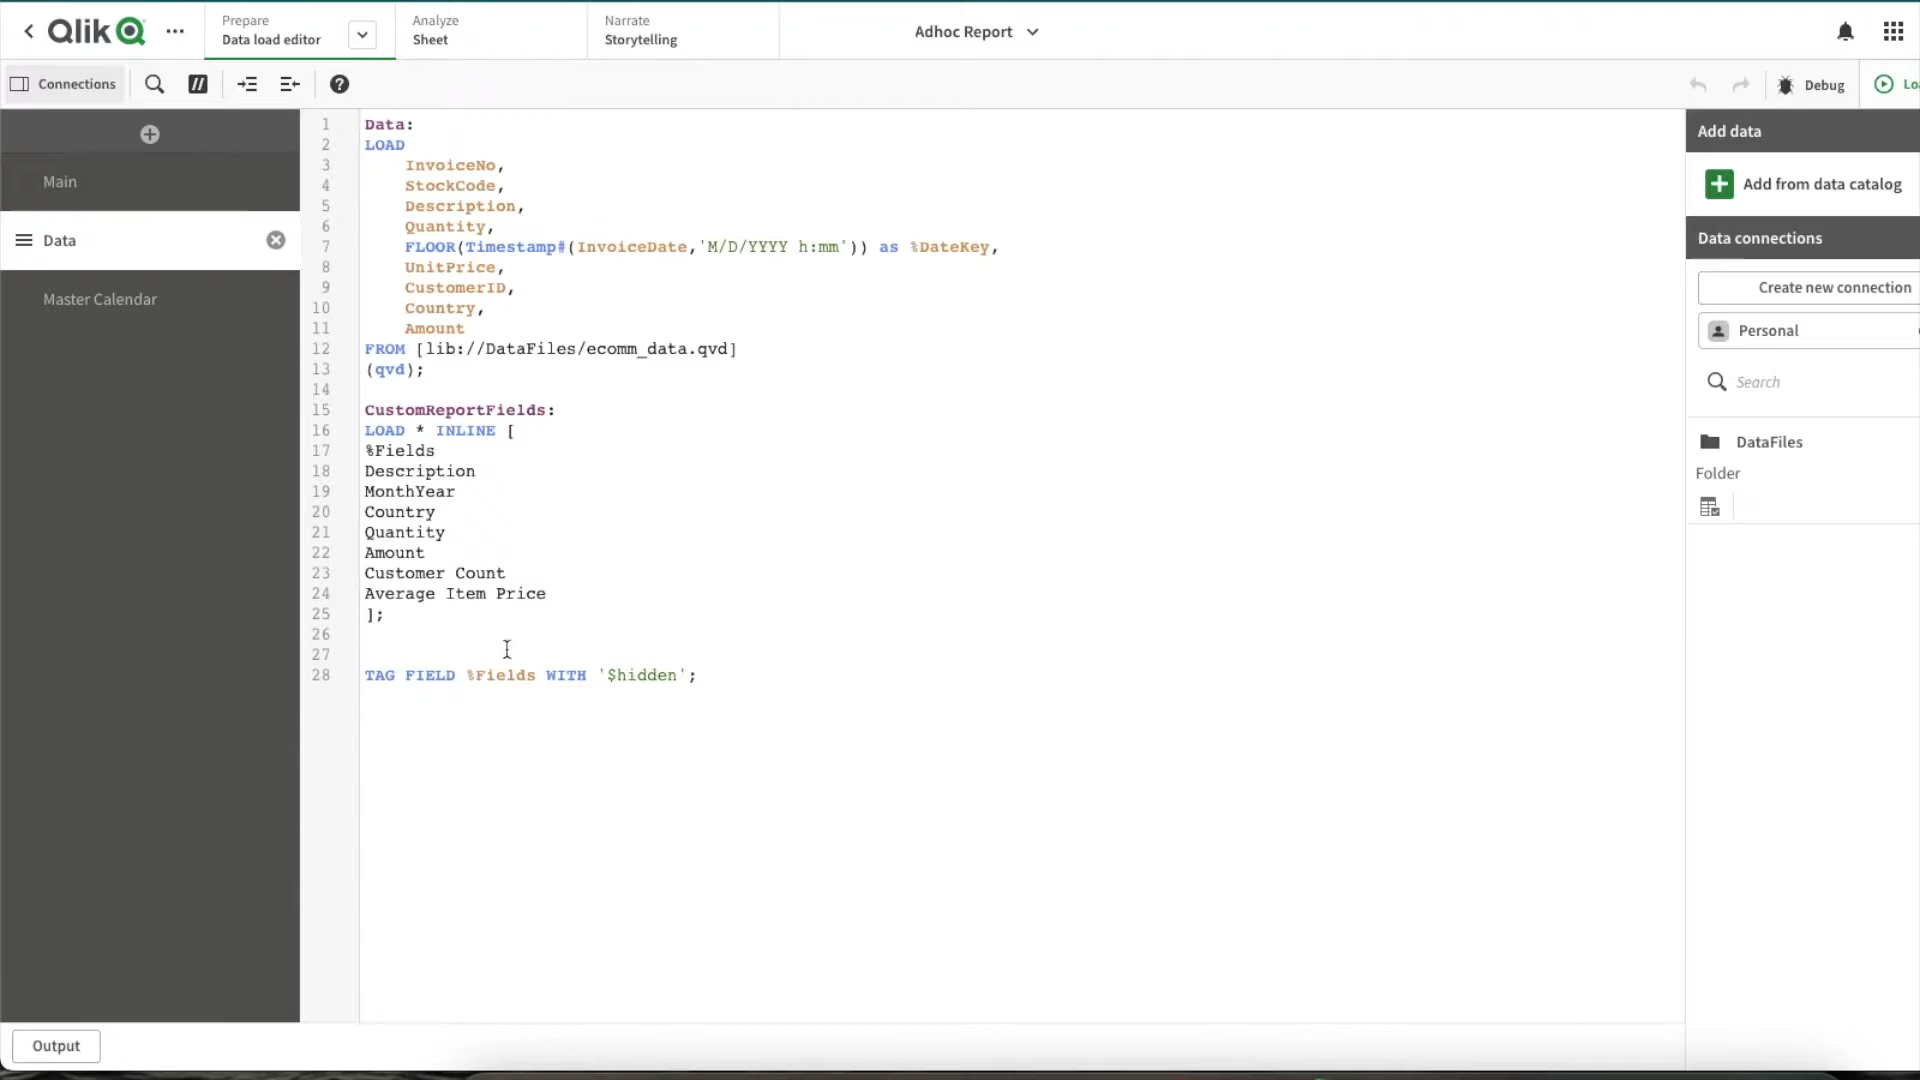 Qlik
Prepare
Data load editor
Analyze
Sheet
Narrate
Storytelling
Adhoc Report
Connections
Debug
Lo
Main
Data
Master Calendar
1 Data:
2 LOAD
3 InvoiceNo,
4 StockCode,
5 Description,
6 Quantity,
7 FLOOR(Timestamp#(InvoiceDate,'M/D/YYYY h:mm')) as %DateKey,
8 UnitPrice,
9 CustomerID,
10 Country,
11 Amount
12 FROM [lib://DataFiles/ecomm_data.qvd]
13 (qvd);
14
15 CustomReportFields:
16 LOAD * INLINE [
17 %Fields
18 Description
19 MonthYear
20 Country
21 Quantity
22 Amount
23 Customer Count
24 Average Item Price
25 ];
26
27
28 TAG FIELD %Fields WITH '$hidden';
Add data
Add from data catalog
Data connections
Create new connection
Personal
Search
DataFiles
Folder
Output